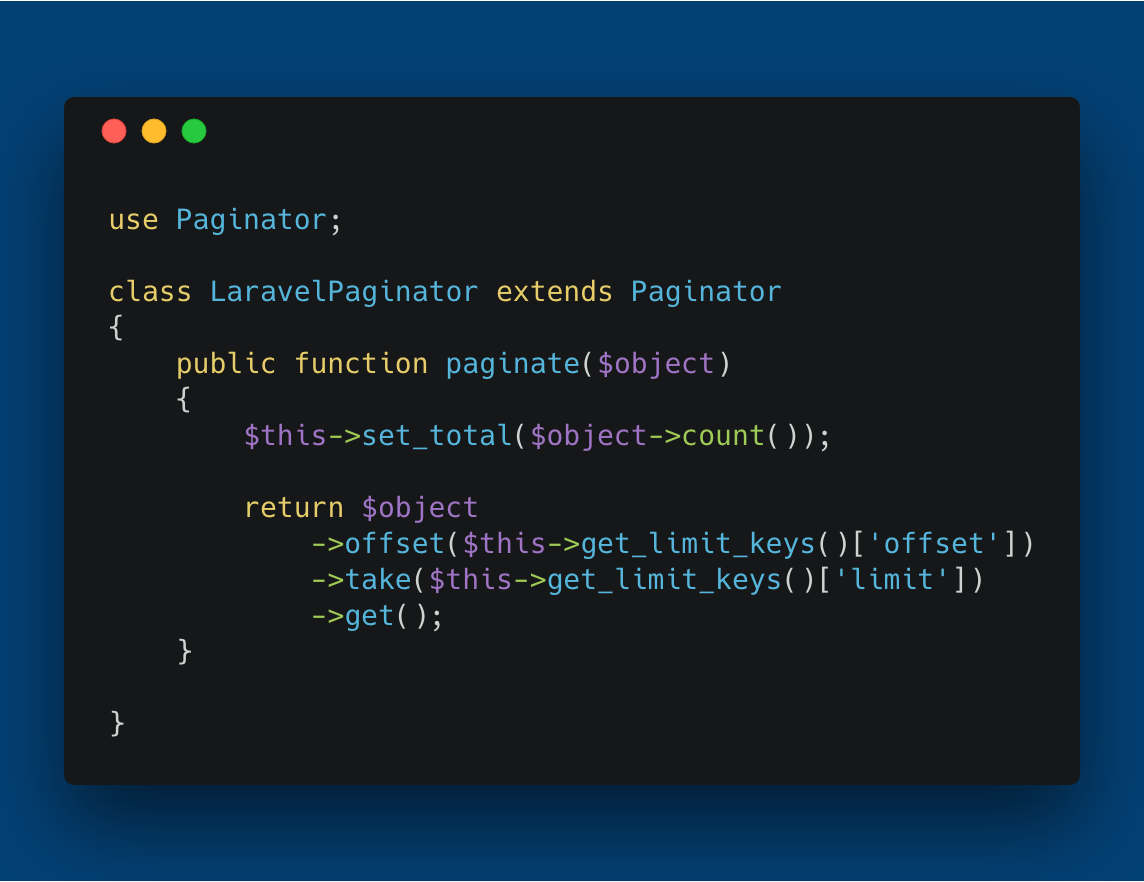 use Paginator;
class LaravelPaginator extends Paginator
{
    public function paginate($object)
    {
        $this->set_total($object->count());
        return $object
            ->offset($this->get_limit_keys()['offset'])
            ->take($this->get_limit_keys()['limit'])
            ->get();
    }
}